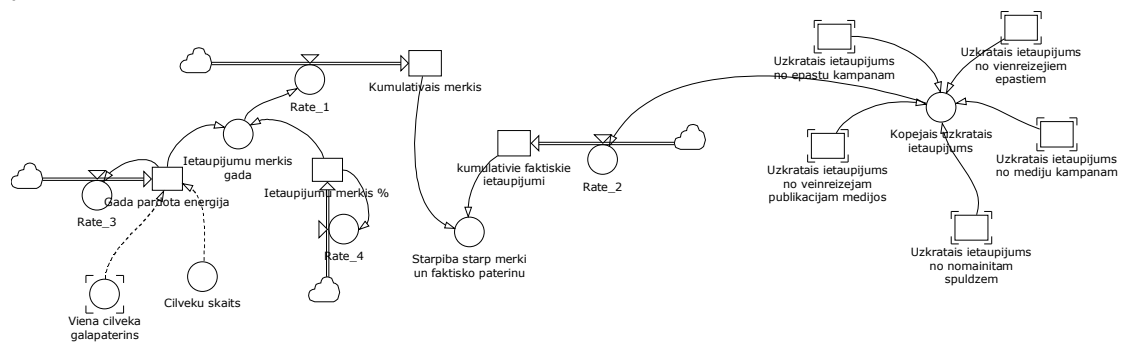 Uzkratais ietaupijums
no epastu kampanam
Uzkratais ietaupijums
no vienreizejiem
epastiem
Kumulativais merkis
Rate_1
Kopejais uzkratais
ietaupijums
Uzkratais ietaupijums
no mediju kampanam
Ietaupijumu merkis
gada
kumulativie faktiskie
ietaupijumi
Rate_2
Uzkratais ietaupijums
no veinreizejam
publikacijam medijos
Gada pardota energija
Ietaupijumu merkis %
Rate_3
Rate_4
Starpiba starp merki
un faktisko paterinu
Uzkratais ietaupijums
no nomainitam
spuldzem
Cilveku skaits
Viena cilveka
galapaterins